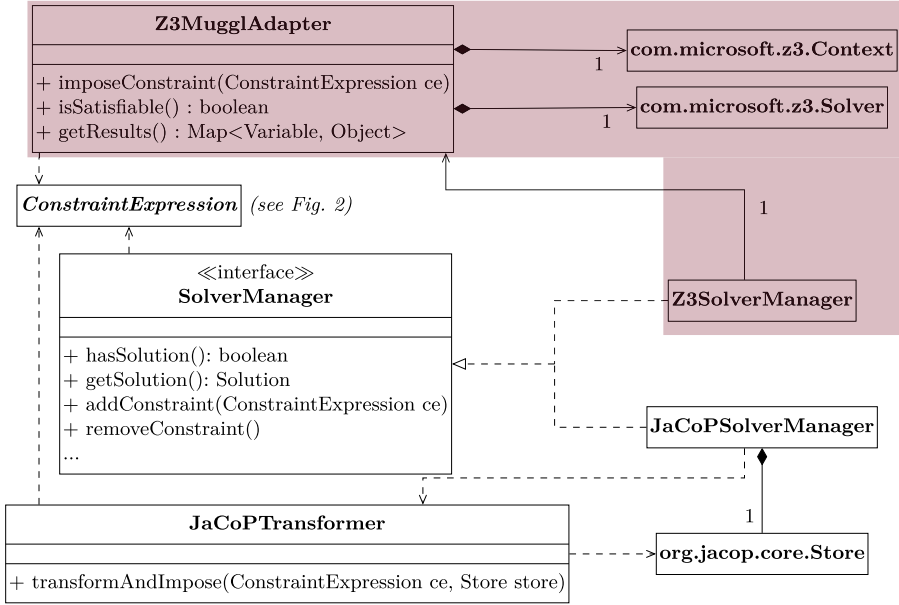 Z3MugglAdapter
+ imposeConstraint(ConstraintExpression ce)
+ isSatisfiable() : boolean
+ getResults() : Map<Variable, Object>
com.microsoft.z3.Context
1
com.microsoft.z3.Solver
1
ConstraintExpression (see Fig. 2)
1
≪interface≫
SolverManager
+ hasSolution(): boolean
+ getSolution(): Solution
+ addConstraint(ConstraintExpression ce)
+ removeConstraint()
...
Z3SolverManager
JaCoPSolverManager
1
JaCoPTransformer
+ transformAndImpose(ConstraintExpression ce, Store store)
org.jacop.core.Store